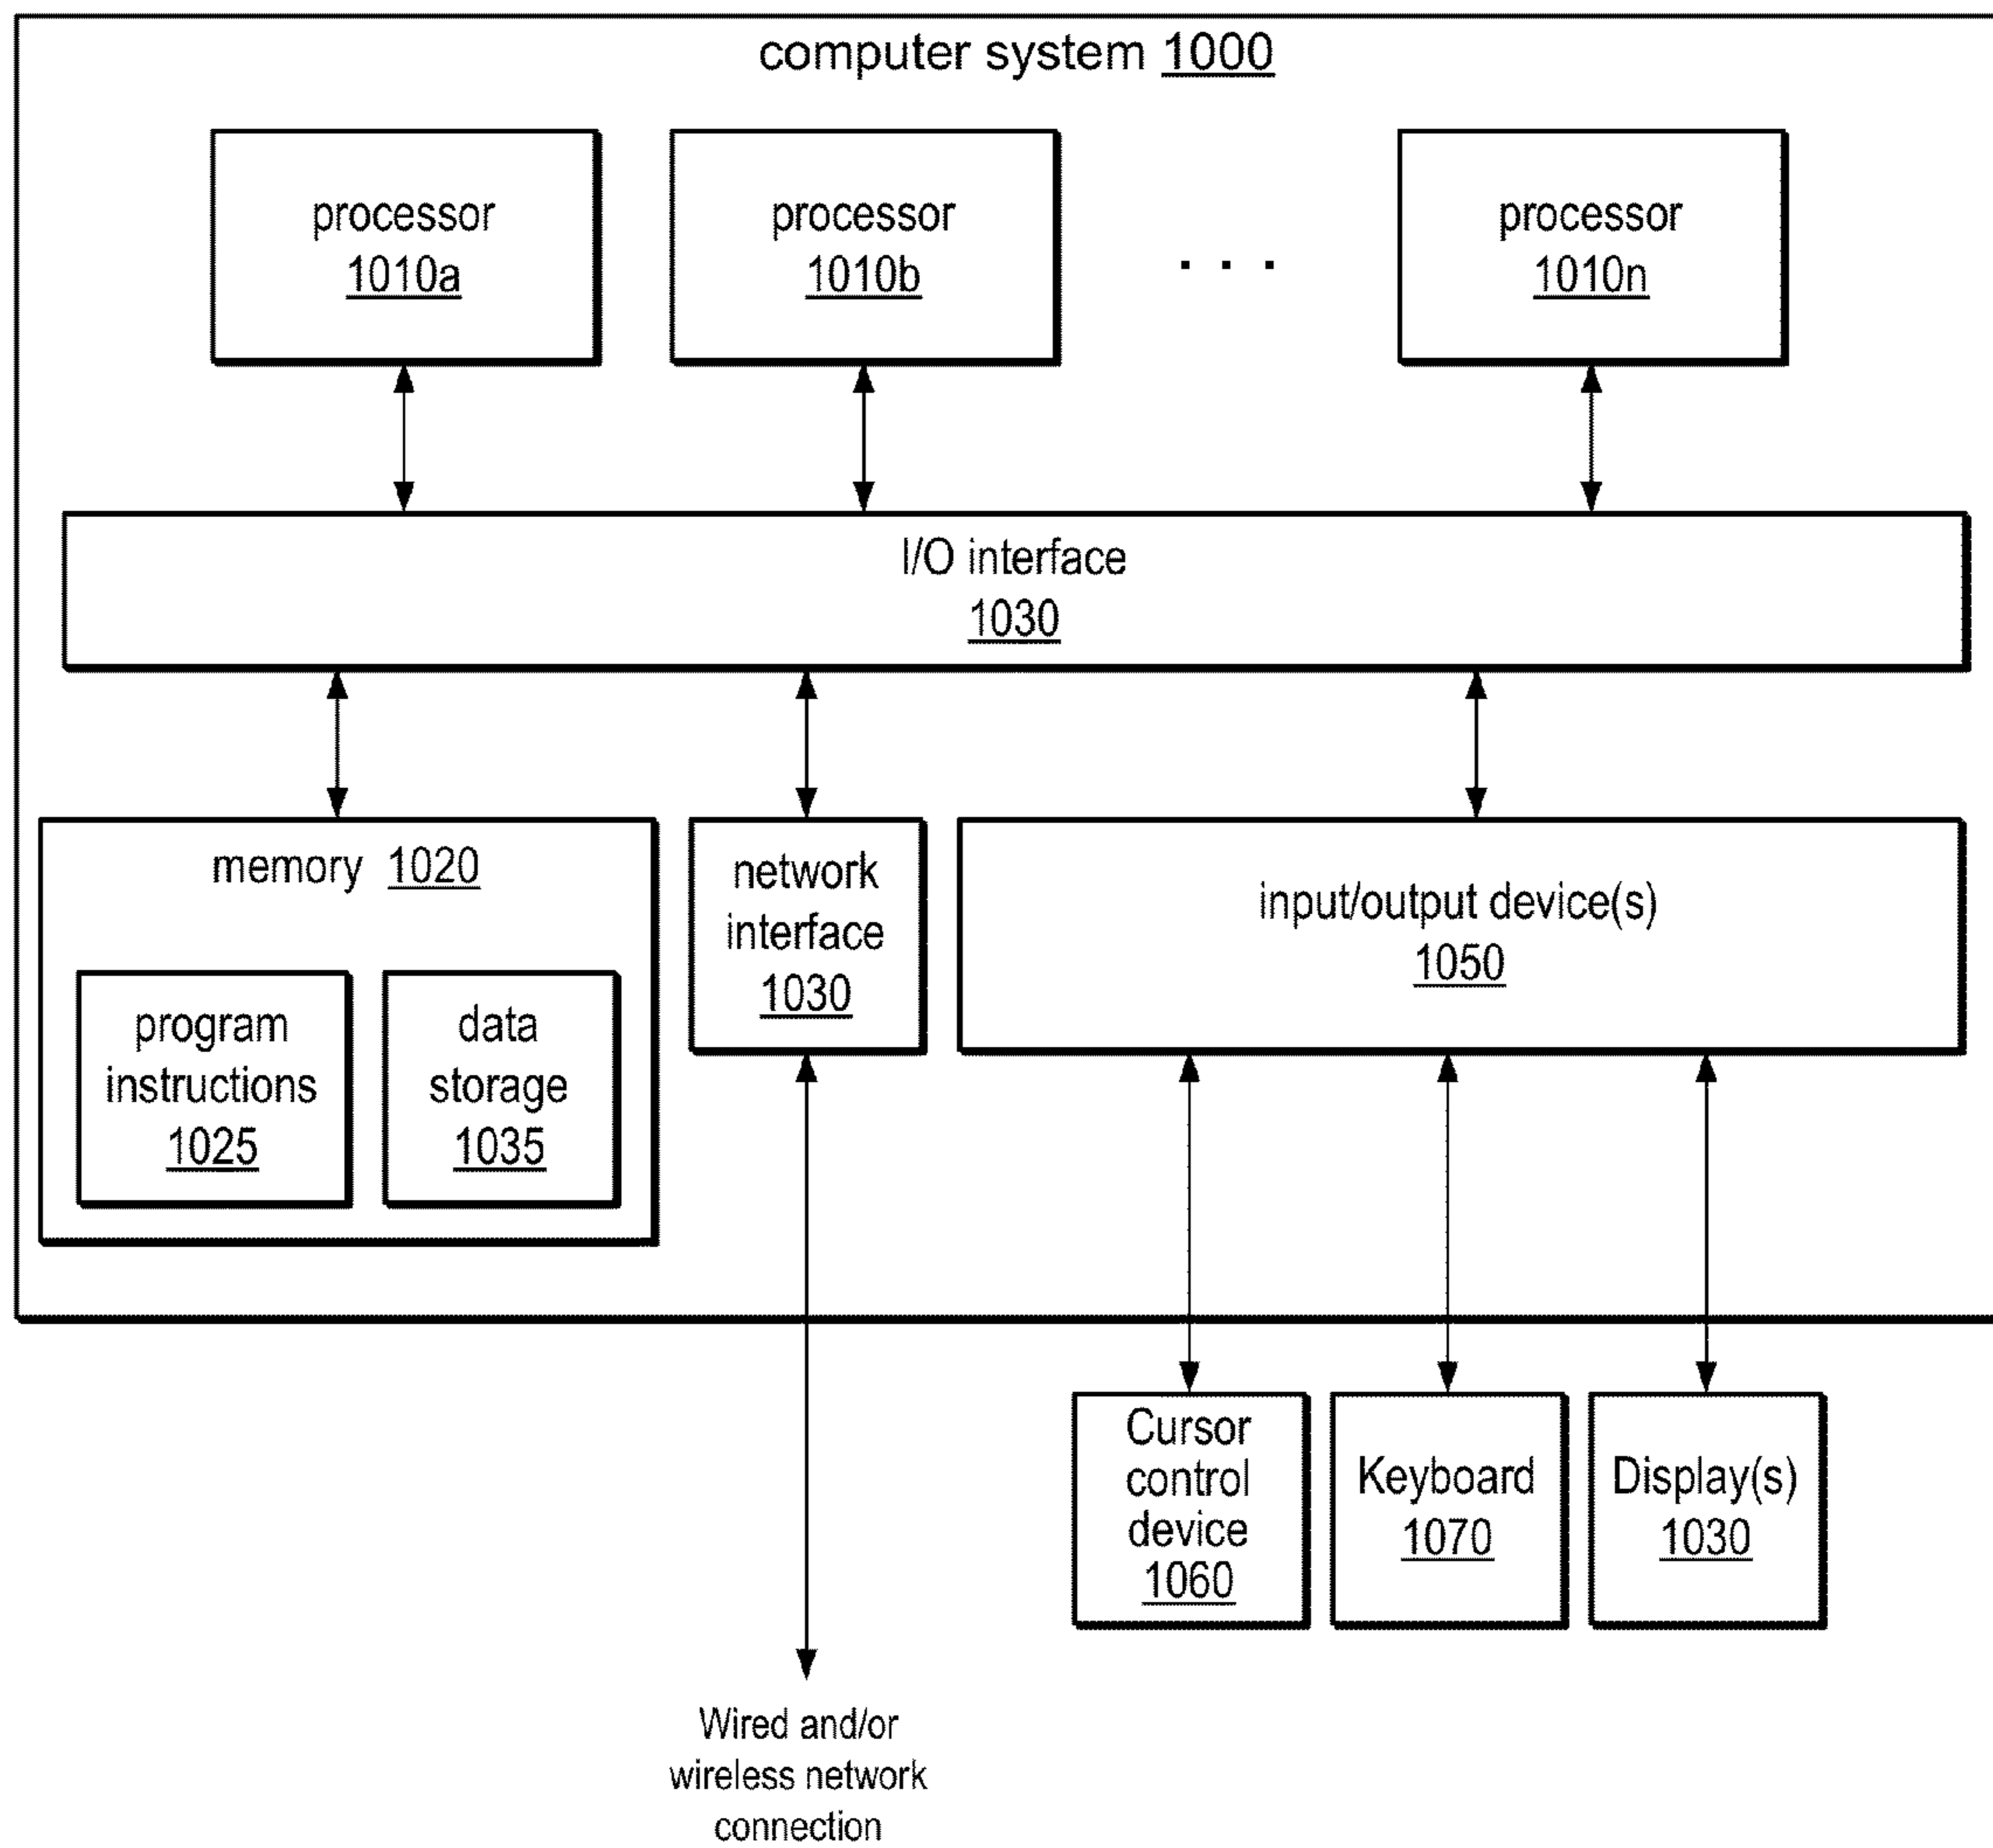 computer system 1000
processor
1010a
processor
1010b
. . .
processor
1010n
I/O interface
1030
memory 1020
program
instructions
1025
data
storage
1035
network
interface
1030
input/output device(s)
1050
Cursor
control
device
1060
Keyboard
1070
Display(s)
1030
Wired and/or
wireless network
connection